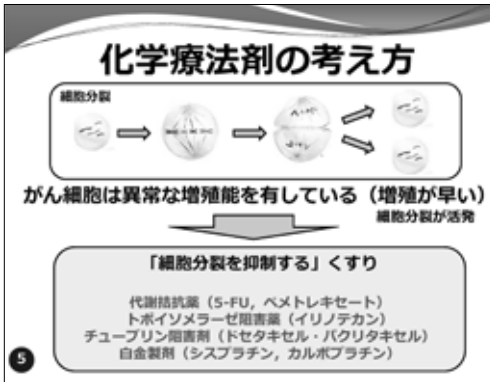 化学療法剤の考え方
細胞分裂
がん細胞は異常な増殖能を有している（増殖が早い）
細胞分裂が活発
「細胞分裂を抑制する」くすり
代謝拮抗薬（5-FU，ペメトレキセート）
トポイソメラーゼ阻害薬（イリノテカン）
チューブリン阻害剤（ドセタキセル・パクリタキセル）
白金製剤（シスプラチン，カルボプラチン）
5